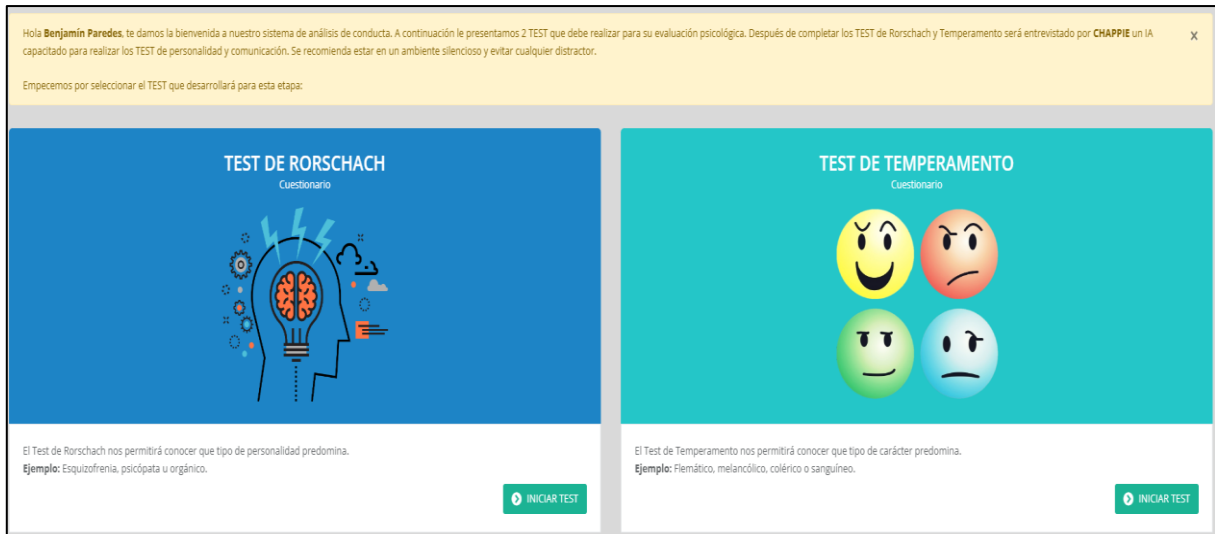 Hola Benjamín Paredes, te damos la bienvenida a nuestro sistema de análisis de conducta. A continuación le presentamos 2 TEST que debe realizar para su evaluación psicológica. Después de completar los TEST de Rorschach y Temperamento será entrevistado por CHAPPIE un IA
capacitado para realizar los TEST de personalidad y comunicación. Se recomienda estar en un ambiente silencioso y evitar cualquier distractor.
Empecemos por seleccionar el TEST que desarrollará para esta etapa:
TEST DE RORSCHACH
Cuestionario
El Test de Rorschach nos permitirá conocer que tipo de personalidad predomina.
Ejemplo: Esquizofrenia, psicópata u orgánico.
INICIAR TEST
TEST DE TEMPERAMENTO
Cuestionario
El Test de Temperamento nos permitirá conocer que tipo de carácter predomina.
Ejemplo: Flemático, melancólico, colérico o sanguíneo.
INICIAR TEST